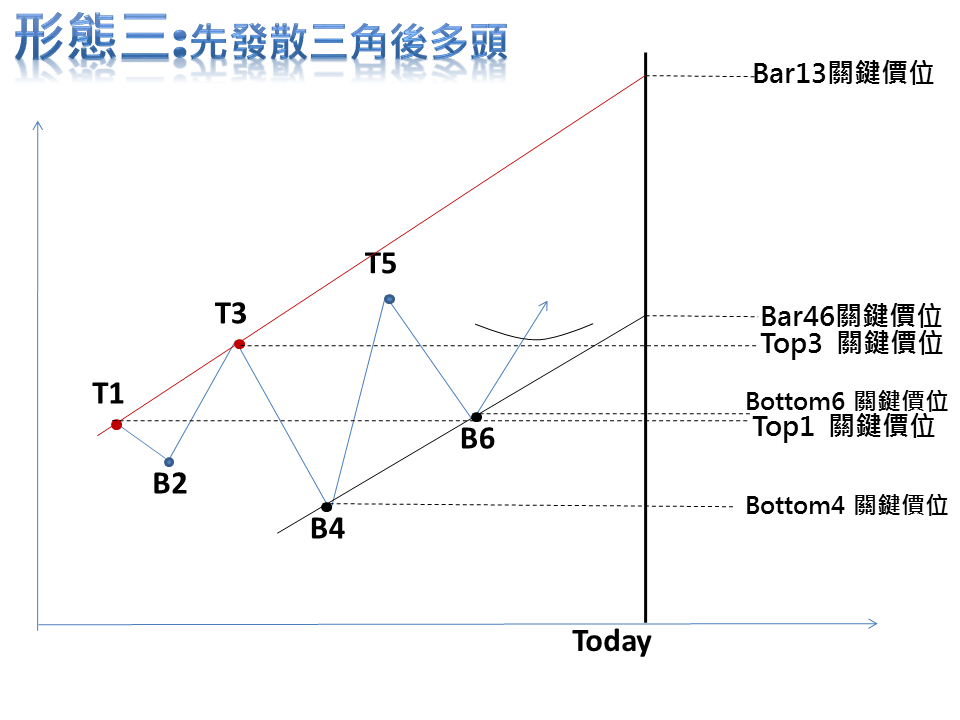 形態三:先發散三角後多頭
Bar13關鍵價位
T5
T3
Bar46關鍵價位
Top3 關鍵價位
T1
Bottom6 關鍵價位
Top1 關鍵價位
B6
B2
Bottom4 關鍵價位
B4
Today